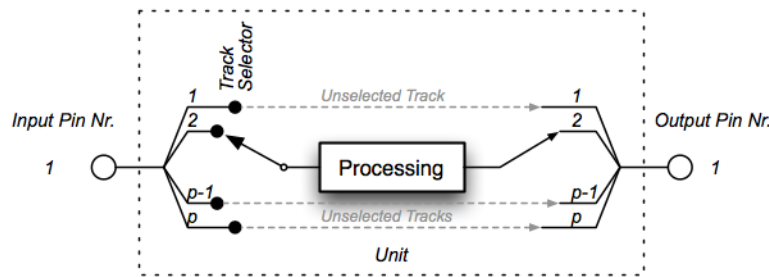 Track
Selector
1 Unselected Track 1
Input Pin Nr. 2 2 Output Pin Nr.
1 Processing 1
p-1 p-1
p Unselected Tracks p
Unit